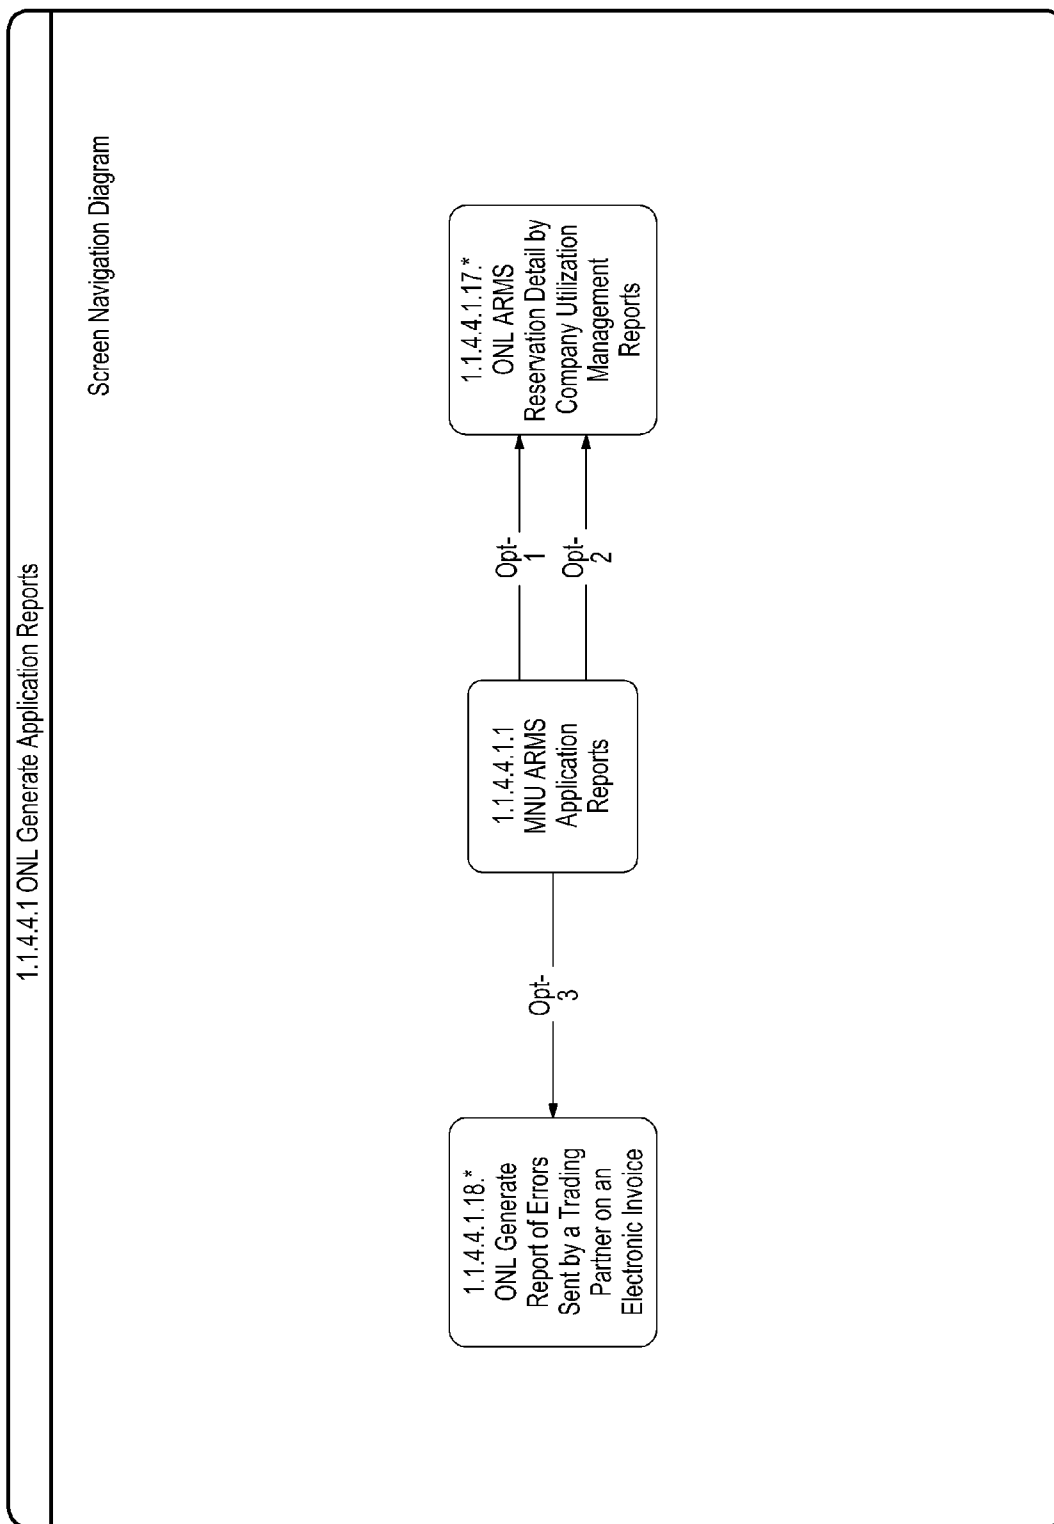 1.1.4.4.1 ONL Generate Application Reports
Screen Navigation Diagram
1.1.4.4.1.18.*
ONL Generate
Report of Errors
Sent by a Trading
Partner on an
Electronic Invoice
Opt-
3
1.1.4.4.1.1
MNU ARMS
Application
Reports
Opt-
1
Opt-
2
1.1.4.4.1.17.*
ONL ARMS
Reservation Detail by
Company Utilization
Management
Reports